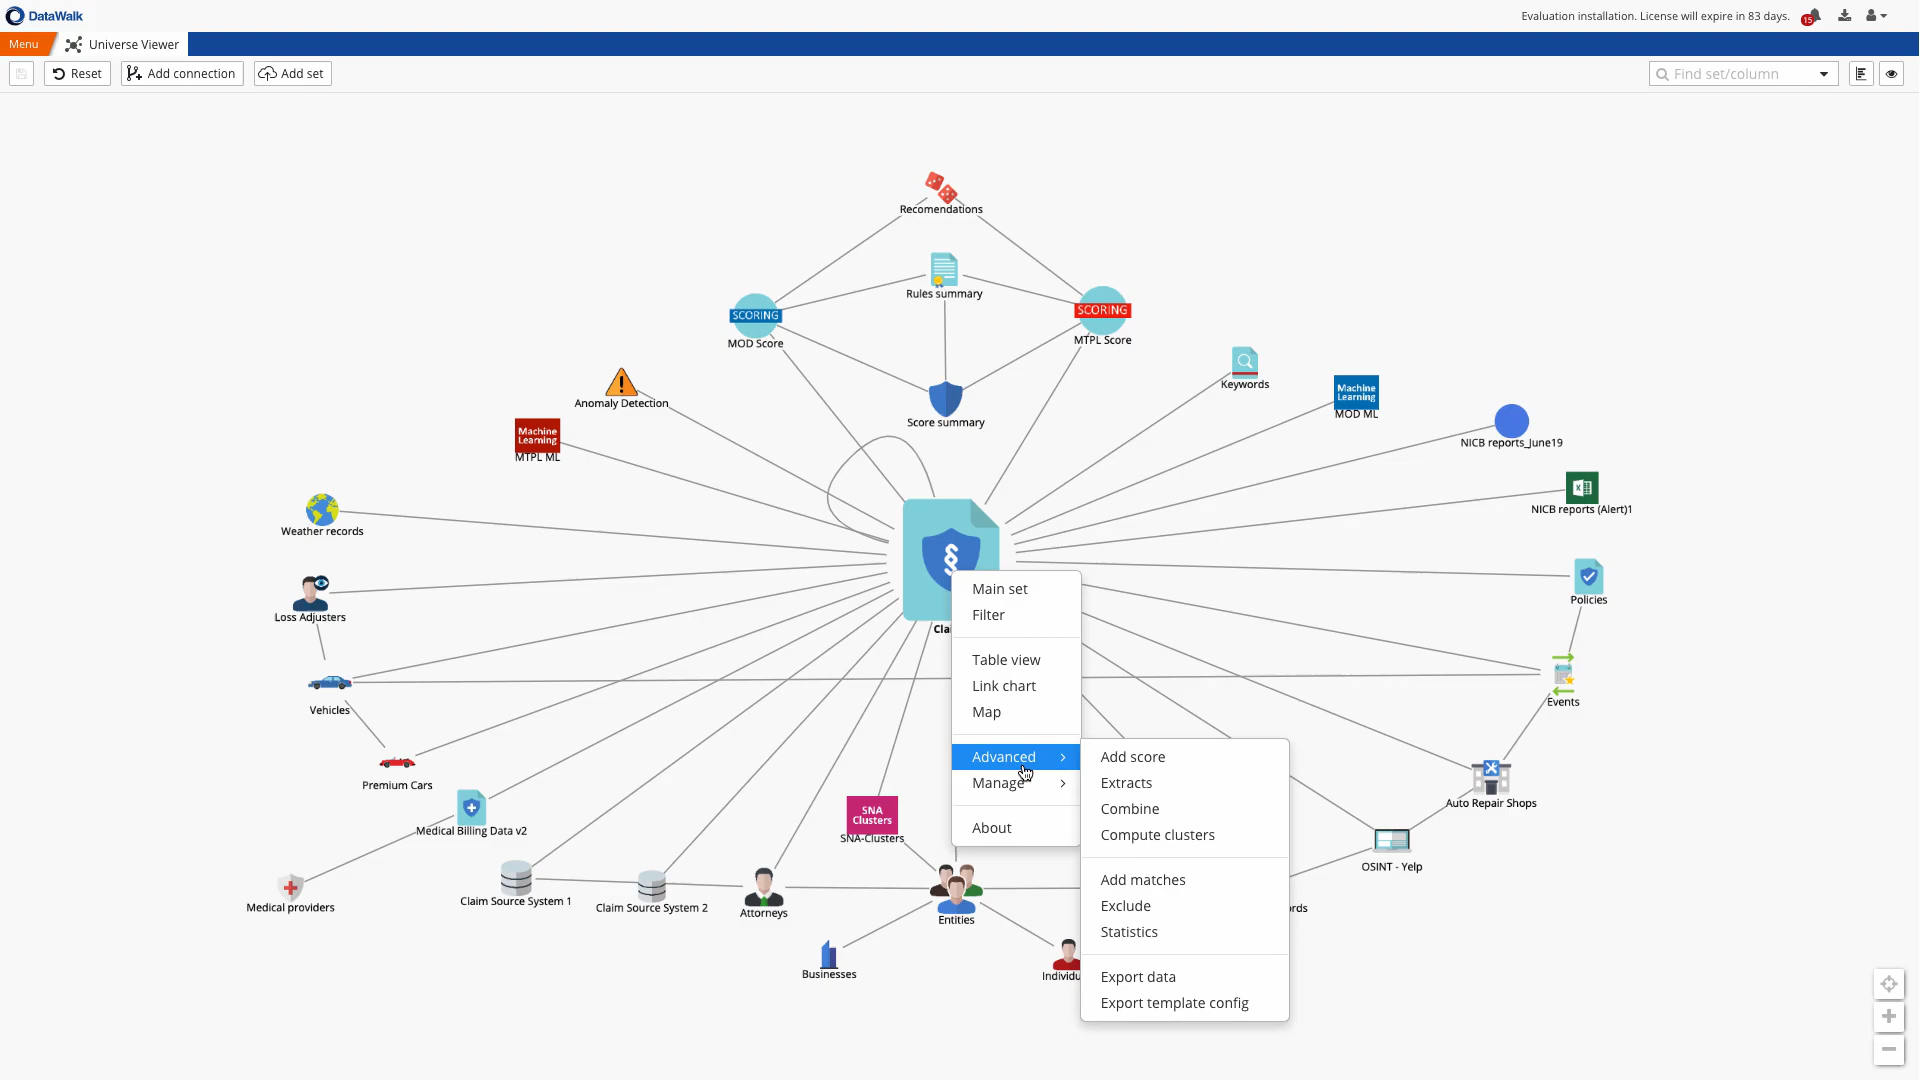 DataWalk
Evaluation installation. License will expire in 83 days.
15
Menu
Universe Viewer
Reset
Add connection
Add set
Find set/column
Recomendations
Rules summary
SCORING
MOD Score
SCORING
MTPL Score
Keywords
Machine
Learning
MOD ML
Anomaly Detection
Score summary
NICB reports_June19
Machine
Learning
MTPL ML
NICB reports (Alert)1
Weather records
§
Policies
Loss Adjusters
Cla
Main set
Filter
Table view
Link chart
Map
Advanced
Manage
About
Add score
Extracts
Combine
Compute clusters
Add matches
Exclude
Statistics
Export data
Export template config
Events
Vehicles
Premium Cars
Auto Repair Shops
Medical Billing Data v2
SNA
Clusters
SNA-Clusters
OSINT - Yelp
Medical providers
Claim Source System 1
Claim Source System 2
Attorneys
Entities
rds
Businesses
Individu